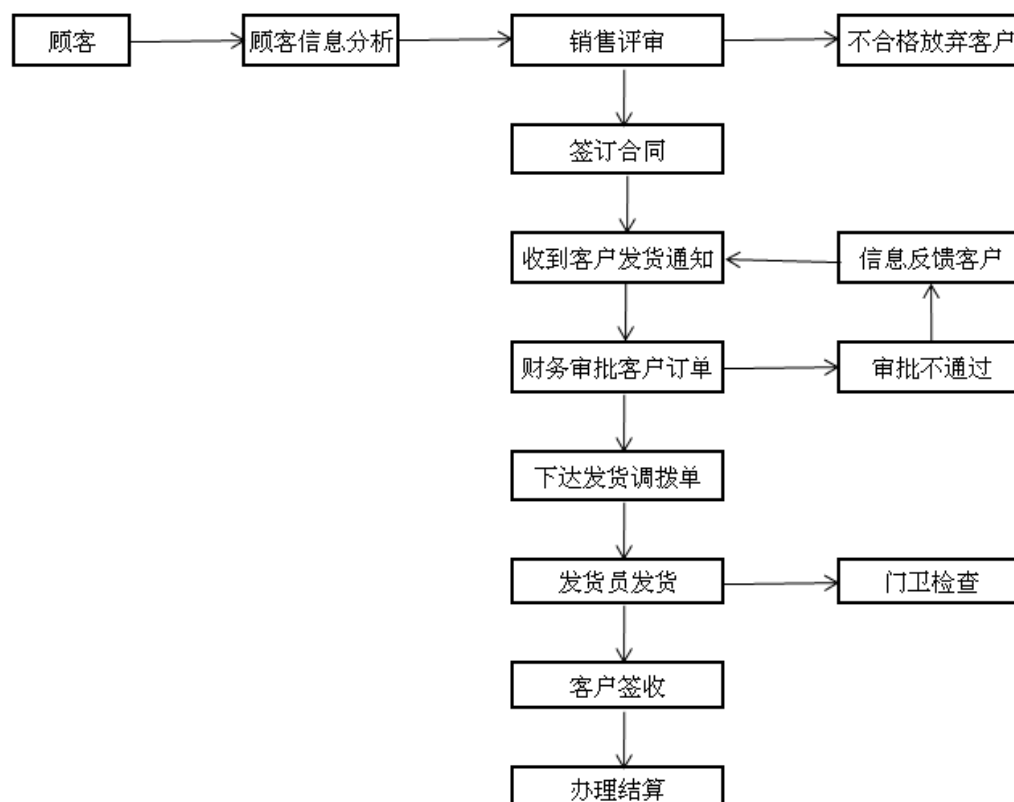 顾客
顾客信息分析
销售评审
不合格放弃客户
签订合同
收到客户发货通知
信息反馈客户
财务审批客户订单
审批不通过
下达发货调拨单
发货员发货
门卫检查
客户签收
办理结算